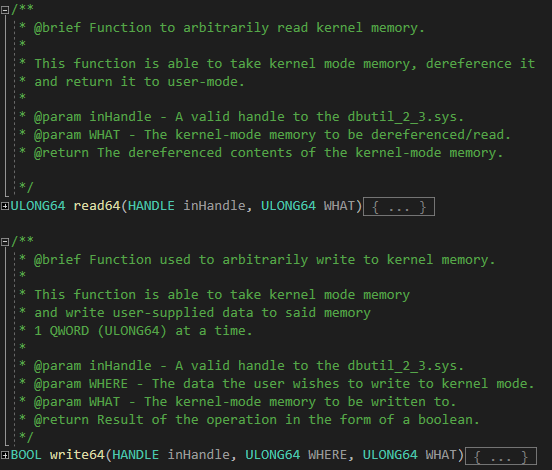 /**
* @brief Function to arbitrarily read kernel memory.
*
* This function is able to take kernel mode memory, dereference it
* and return it to user-mode.
*
* @param inHandle - A valid handle to the dbutil_2_3.sys.
* @param WHAT - The kernel-mode memory to be dereferenced/read.
* @return The dereferenced contents of the kernel-mode memory.
*/
ULONG64 read64(HANDLE inHandle, ULONG64 WHAT){ ... }
/**
* @brief Function used to arbitrarily write to kernel memory.
*
* This function is able to take kernel mode memory
* and write user-supplied data to said memory
* 1 QWORD (ULONG64) at a time.
*
* @param inHandle - A valid handle to the dbutil_2_3.sys.
* @param WHERE - The data the user wishes to write to kernel mode.
* @param WHAT - The kernel-mode memory to be written to.
* @return Result of the operation in the form of a boolean.
*/
BOOL write64(HANDLE inHandle, ULONG64 WHERE, ULONG64 WHAT){ ... }